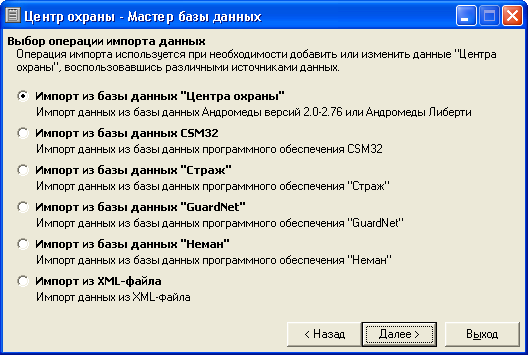 Центр охраны - Мастер базы данных
Выбор операции импорта данных
Операция импорта используется при необходимости добавить или изменить данные "Центра
охраны", воспользовавшись различными источниками данных.
Импорт из базы данных "Центра охраны"
Импорт данных из базы данных Андромеды версий 2.0-2.76 или Андромеды Либерти
Импорт из базы данных CSM32
Импорт данных из базы данных программного обеспечения CSM32
Импорт из базы данных "Страж"
Импорт данных из базы данных программного обеспечения "Страж"
Импорт из базы данных "GuardNet"
Импорт данных из базы данных программного обеспечения "GuardNet"
Импорт из базы данных "Неман"
Импорт данных из базы данных программного обеспечения "Неман"
Импорт из XML-файла
Импорт данных из XML-файла
< Назад Далее > Выход